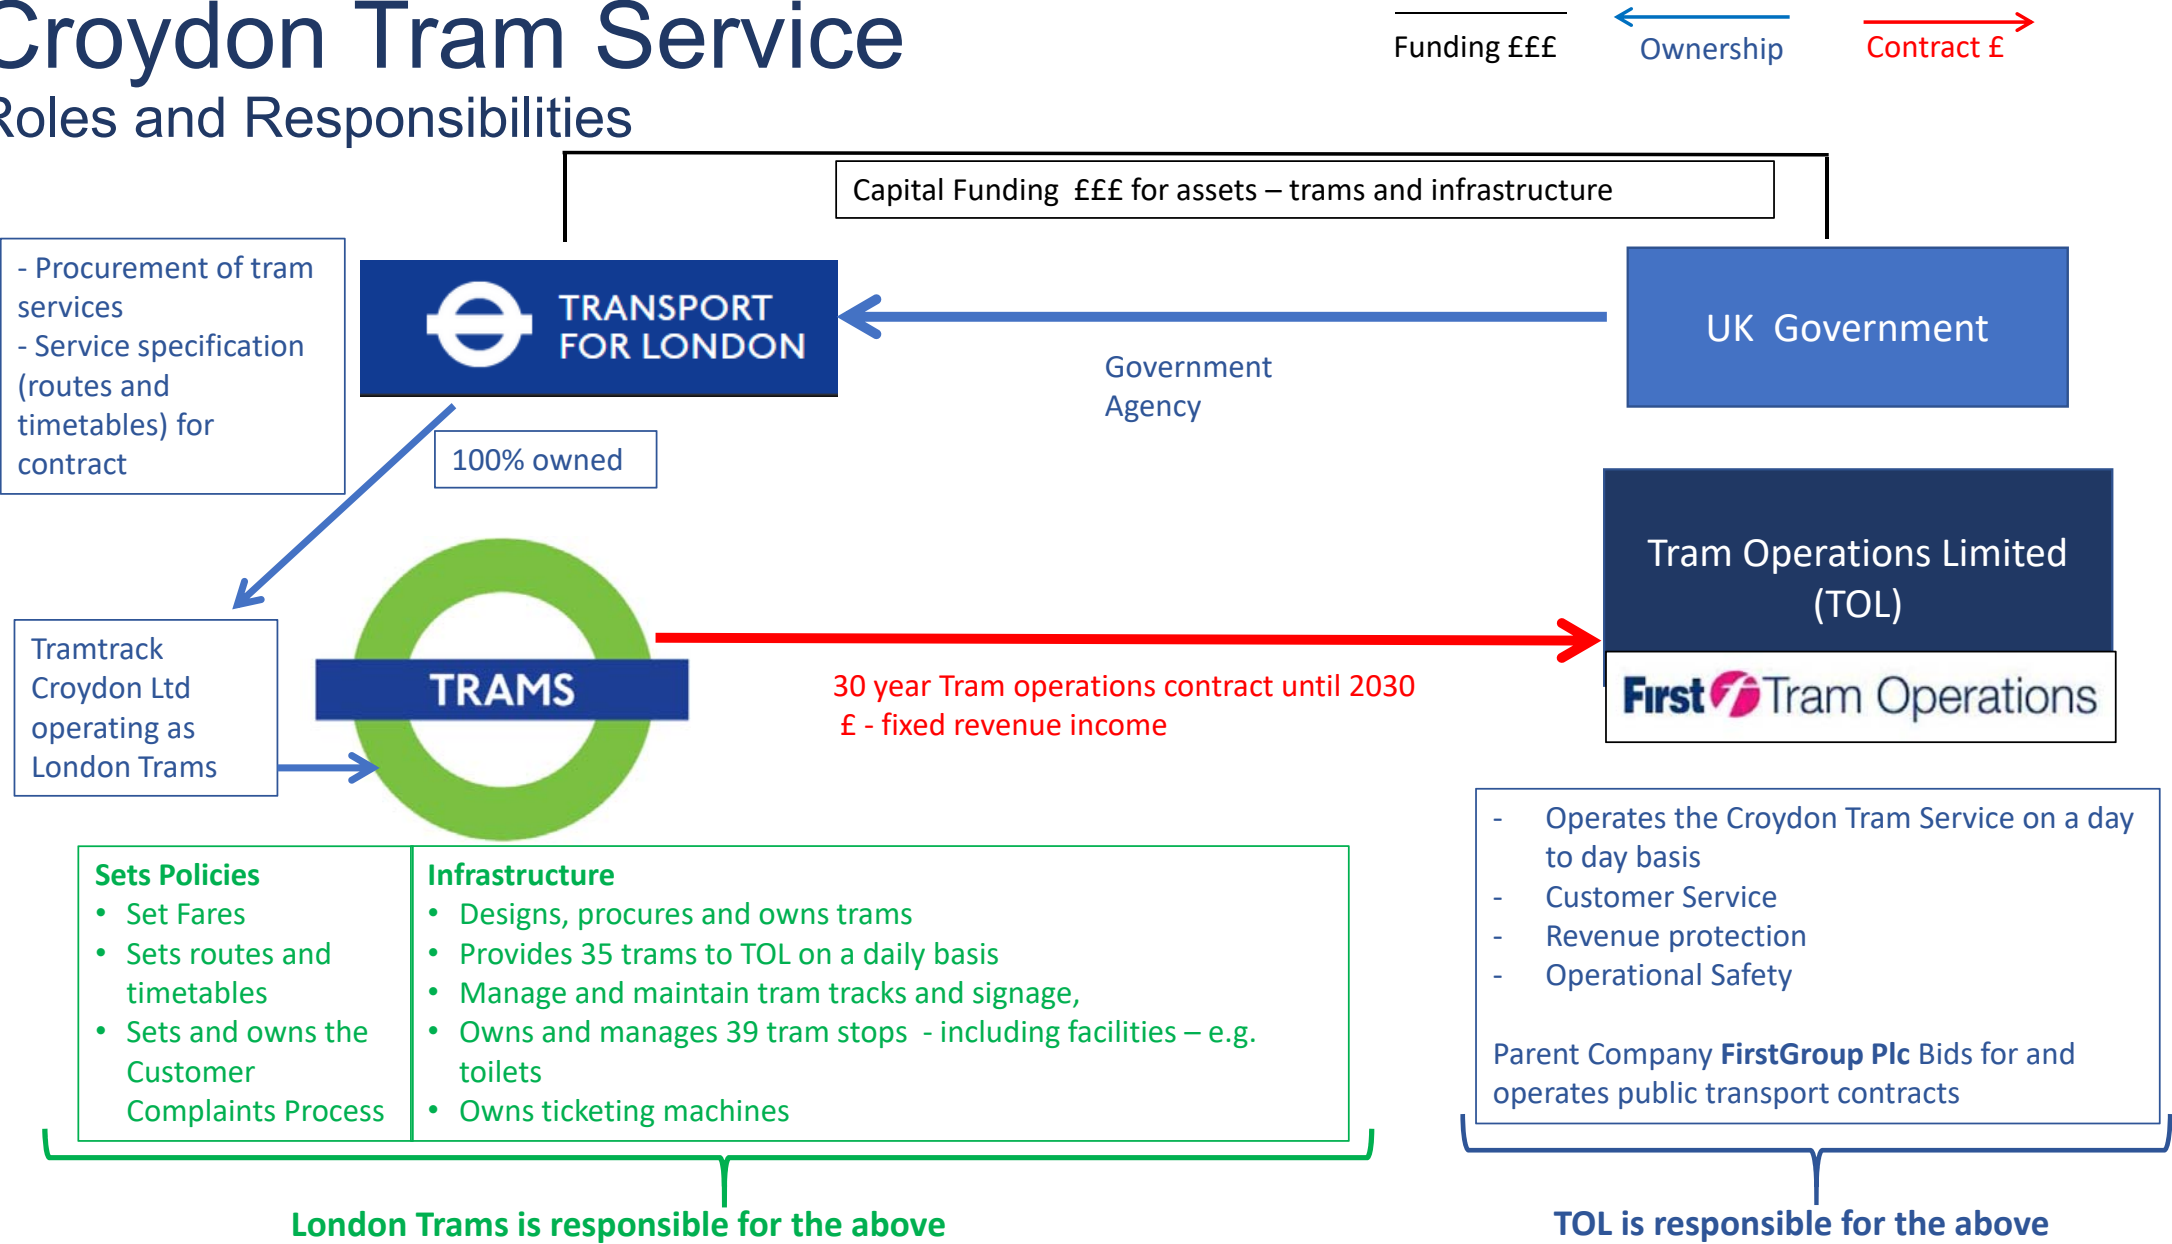 Croydon Tram Service
Roles and Responsibilities
Funding £££
Ownership
Contract £
Capital Funding £££ for assets – trams and infrastructure
- Procurement of tram
services
- Service specification
(routes and
timetables) for
contract
TRANSPORT
FOR LONDON
Government
Agency
UK Government
100% owned
Tramtrack
Croydon Ltd
operating as
London Trams
TRAMS
30 year Tram operations contract until 2030
£ - fixed revenue income
Tram Operations Limited
(TOL)
First Tram Operations
Sets Policies
• Set Fares
• Sets routes and
timetables
• Sets and owns the
Customer
Complaints Process
Infrastructure
• Designs, procures and owns trams
• Provides 35 trams to TOL on a daily basis
• Manage and maintain tram tracks and signage,
• Owns and manages 39 tram stops - including facilities – e.g.
toilets
• Owns ticketing machines
- Operates the Croydon Tram Service on a day
to day basis
- Customer Service
- Revenue protection
- Operational Safety
Parent Company FirstGroup Plc Bids for and
operates public transport contracts
London Trams is responsible for the above
TOL is responsible for the above